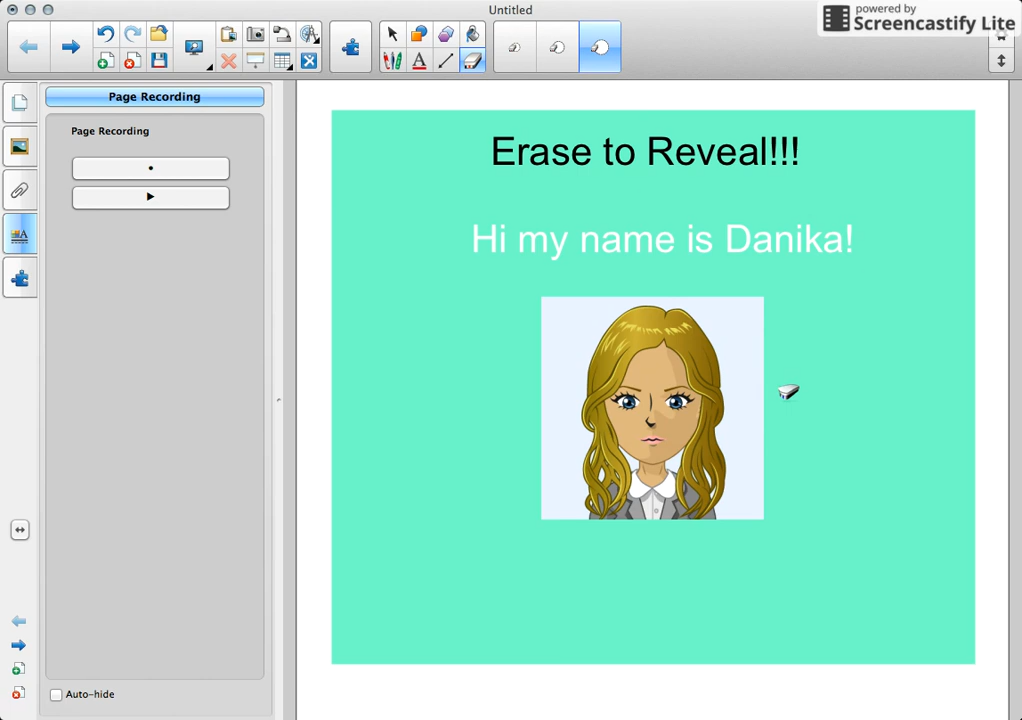 Untitled
powered by
Screencastify Lite
Page Recording
Page Recording
Auto-hide
Erase to Reveal!!!
Hi my name is Danika!